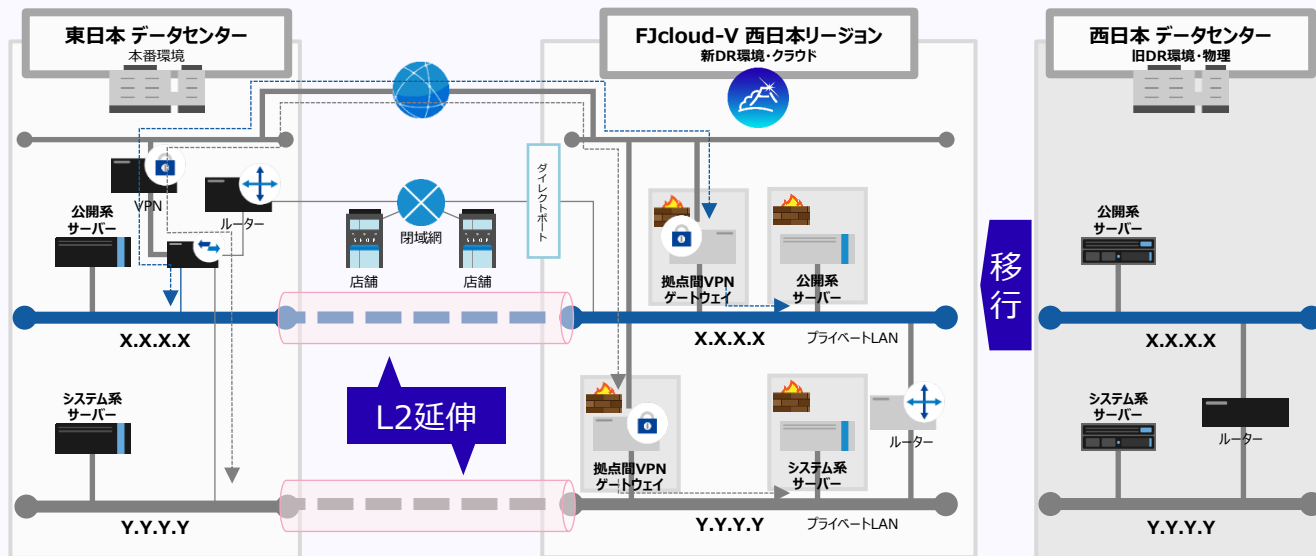 東日本 データセンター
本番環境
VPN
ルーター
公開系
サーバー
X.X.X.X
システム系
サーバー
Y.Y.Y.Y
SHOP
店舗
閉域網
SHOP
店舗
L2延伸
ダイレクトポート
FJcloud-V 西日本リージョン
新DR環境・クラウド
拠点間VPN
ゲートウェイ
公開系
サーバー
X.X.X.X
プライベートLAN
拠点間VPN
ゲートウェイ
システム系
サーバー
ルーター
Y.Y.Y.Y
プライベートLAN
移行
西日本 データセンター
旧DR環境・物理
公開系
サーバー
X.X.X.X
システム系
サーバー
ルーター
Y.Y.Y.Y